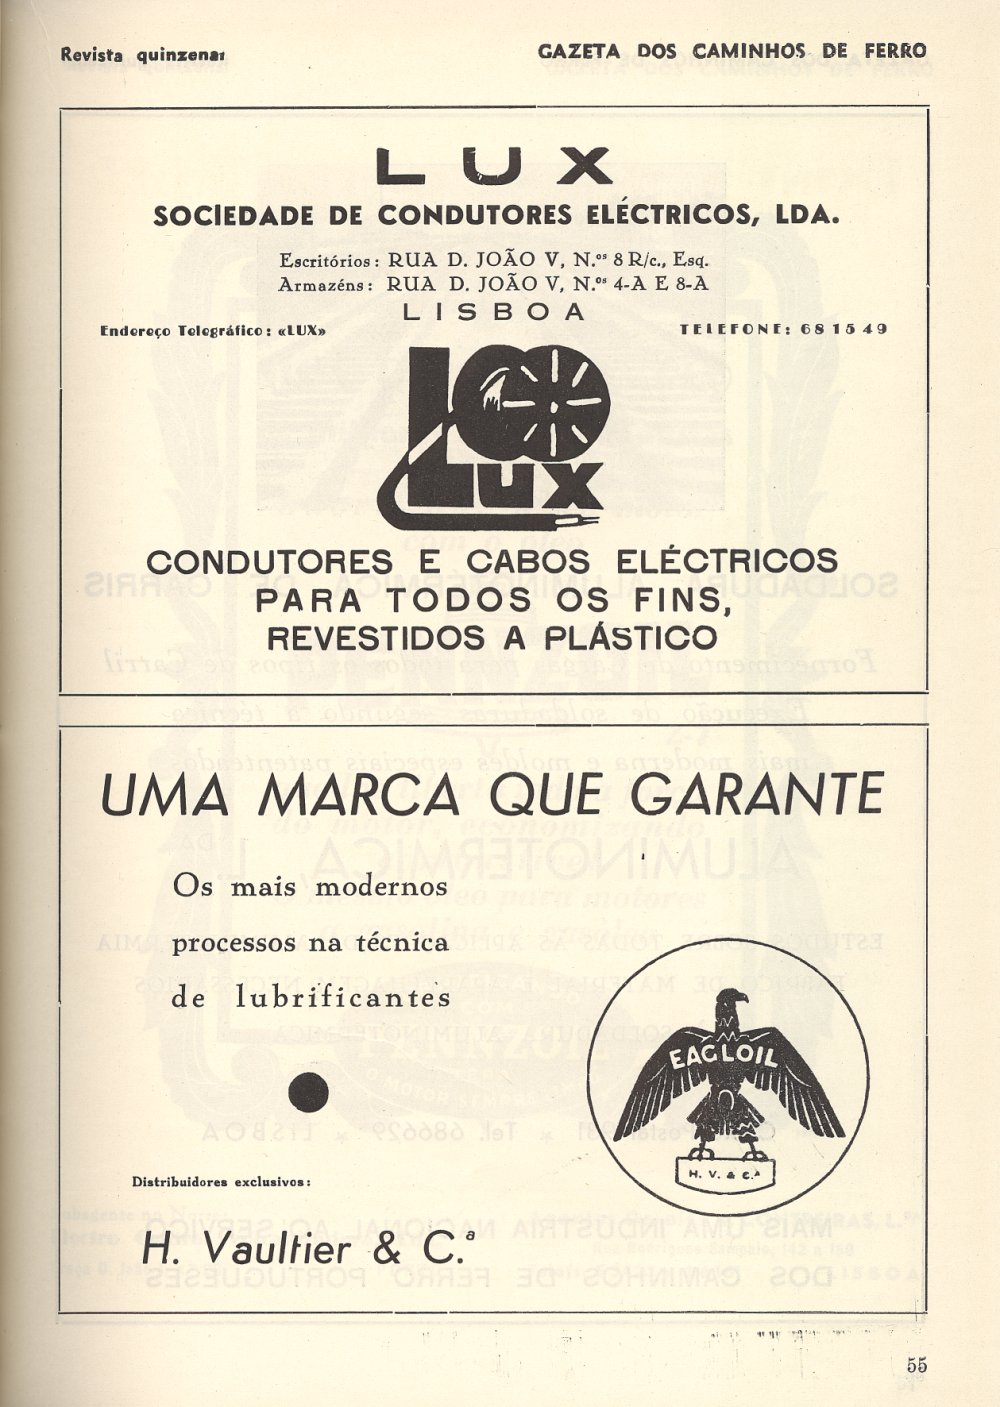 Revista quinzenal
GAZETA DOS CAMINHOS DE FERRO
LUX
SOCIEDADE DE CONDUTORES ELÉCTRICOS, LDA.
Escritórios: RUA D. JOÃO V, N.ºs 8 R/c., Esq.
Armazéns: RUA D. JOÃO V, N.ºs 4-A E 8-A
LISBOA
Endereço Telegráfico: «LUX»
TELEFONE: 681549
LUX
CONDUTORES E CABOS ELÉCTRICOS
PARA TODOS OS FINS,
REVESTIDOS A PLÁSTICO
UMA MARCA QUE GARANTE
Os mais modernos
processos na técnica
de lubrificantes
EAGLOIL
H. V. & C.ª
Distribuidores exclusivos:
H. Vaultier & C.ª
55